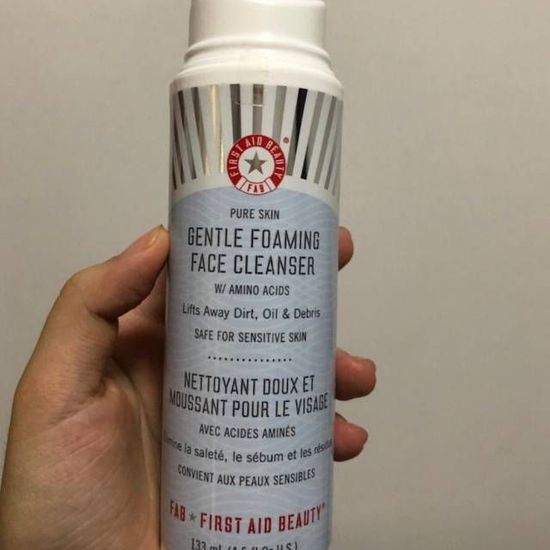 FIRST AID BEAUTY
FAB
PURE SKIN
GENTLE FOAMING
FACE CLEANSER
W/ AMINO ACIDS
Lifts Away Dirt, Oil & Debris
SAFE FOR SENSITIVE SKIN
NETTOYANT DOUX ET
MOUSSANT POUR LE VISAGE
AVEC ACIDES AMINÉS
la saleté, le sébum et les
CONVIENT AUX PEAUX SENSIBLES
FAB ★ FIRST AID BEAUTY®
133 mL